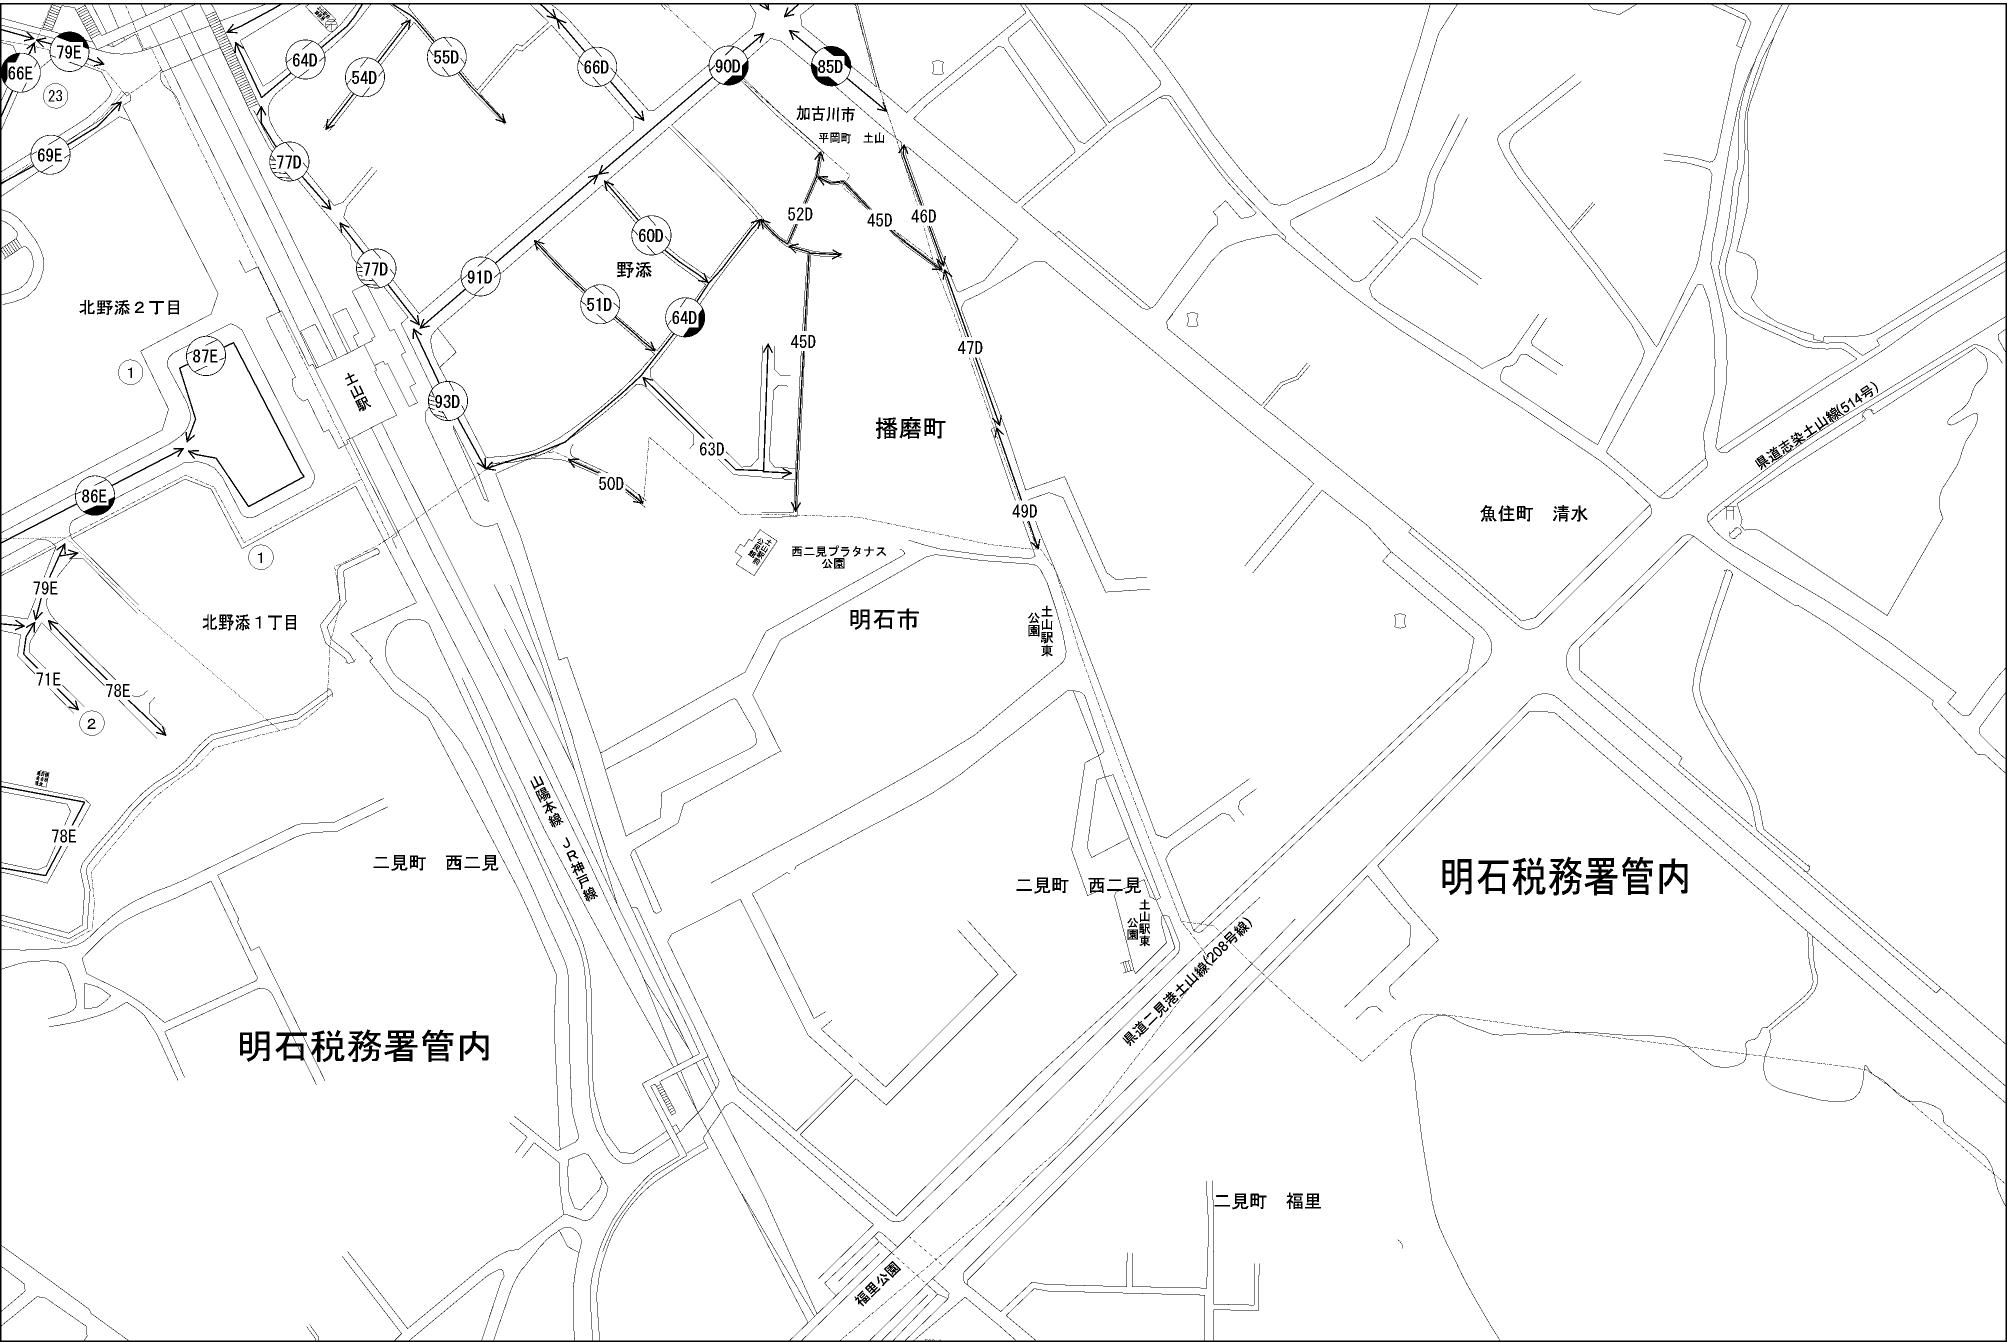 79E
66E
23
64D
54D
55D
66D
90D
85D
加古川市
平岡町　土山
69E
77D
52D
45D
46D
60D
野添
77D
91D
51D
64D
45D
47D
北野添２丁目
87E
1
土山駅
93D
播磨町
63D
50D
49D
86E
1
県道志染土山線(514号)
魚住町　清水
西二見プラタナス
公園
79E
北野添１丁目
明石市
土山駅東
公園
71E
78E
2
78E
山陽本線　ＪＲ神戸線
二見町　西二見
二見町　西二見
土山駅東
公園
明石税務署管内
県道二見港土山線(208号線)
明石税務署管内
二見町　福里
福里公園